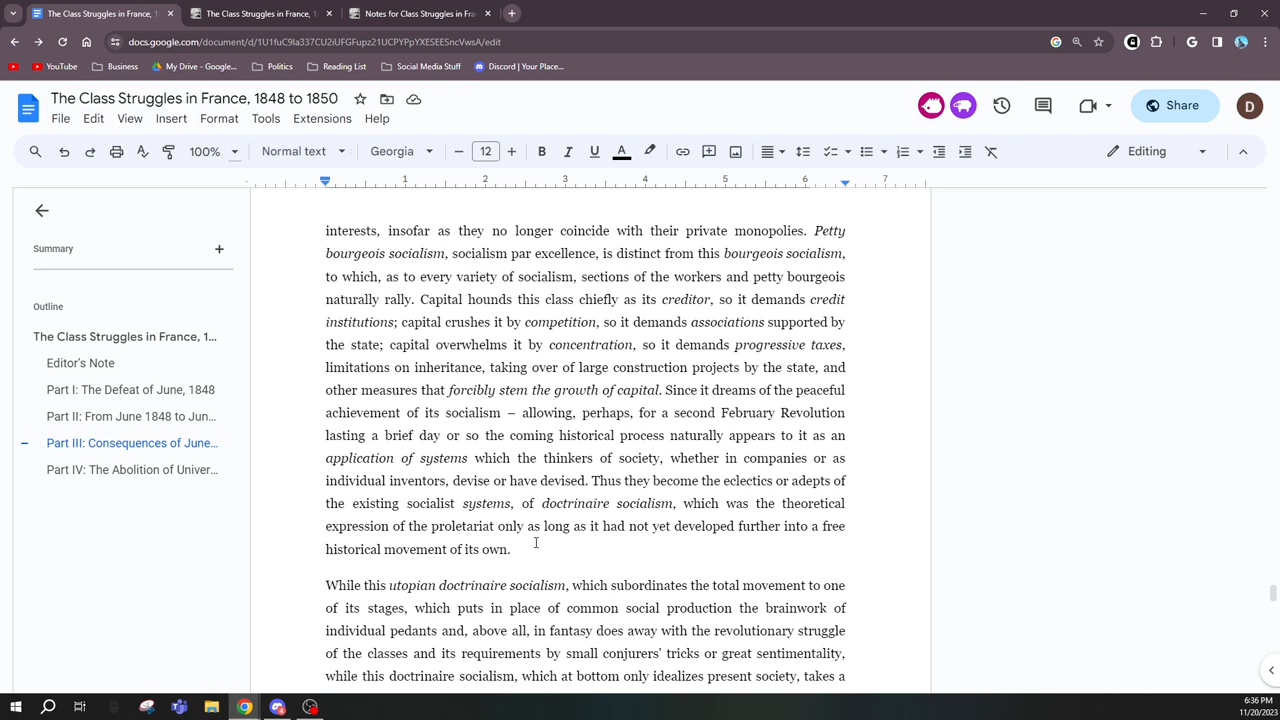 The Class Struggles in France, 1
The Class Struggles in France, 1
Notes for Class Struggles in Fra
docs.google.com/document/d/1U1fuC9la337CU2iUFGFupz21UCPYPpYXESEESncVwsA/edit
YouTube
Business
My Drive - Google...
Politics
Reading List
Social Media Stuff
Discord | Your Place...
The Class Struggles in France, 1848 to 1850
File Edit View Insert Format Tools Extensions Help
Share
D
100%
Normal text
Georgia
12
Editing
1 2 3 4 5 6 7
Summary
Outline
The Class Struggles in France, 1...
Editor's Note
Part I: The Defeat of June, 1848
Part II: From June 1848 to Jun...
Part III: Consequences of June...
Part IV: The Abolition of Univer...
interests, insofar as they no longer coincide with their private monopolies. Petty
bourgeois socialism, socialism par excellence, is distinct from this bourgeois socialism,
to which, as to every variety of socialism, sections of the workers and petty bourgeois
naturally rally. Capital hounds this class chiefly as its creditor, so it demands credit
institutions; capital crushes it by competition, so it demands associations supported by
the state; capital overwhelms it by concentration, so it demands progressive taxes,
limitations on inheritance, taking over of large construction projects by the state, and
other measures that forcibly stem the growth of capital. Since it dreams of the peaceful
achievement of its socialism – allowing, perhaps, for a second February Revolution
lasting a brief day or so the coming historical process naturally appears to it as an
application of systems which the thinkers of society, whether in companies or as
individual inventors, devise or have devised. Thus they become the eclectics or adepts of
the existing socialist systems, of doctrinaire socialism, which was the theoretical
expression of the proletariat only as long as it had not yet developed further into a free
historical movement of its own.
While this utopian doctrinaire socialism, which subordinates the total movement to one
of its stages, which puts in place of common social production the brainwork of
individual pedants and, above all, in fantasy does away with the revolutionary struggle
of the classes and its requirements by small conjurers' tricks or great sentimentality,
while this doctrinaire socialism, which at bottom only idealizes present society, takes a
6:36 PM
11/20/2023